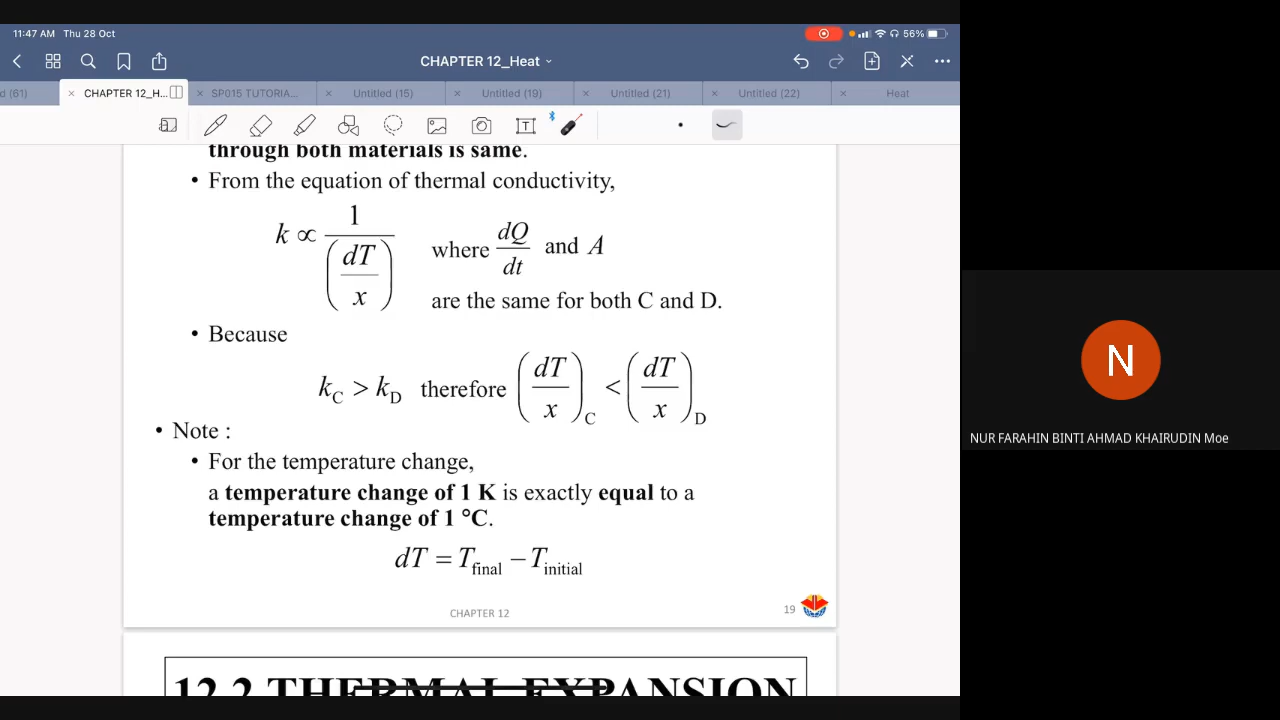 11:47 AM Thu 28 Oct
56%
CHAPTER 12_Heat
d (61)
CHAPTER 12_H...
SP015 TUTORIA...
Untitled (15)
Untitled (19)
Untitled (21)
Untitled (22)
Heat
through both materials is same.
• From the equation of thermal conductivity,
k ∝ 1 / (dT / x) where dQ/dt and A
are the same for both C and D.
• Because
k_C > k_D therefore (dT / x)_C < (dT / x)_D
• Note :
• For the temperature change,
a temperature change of 1 K is exactly equal to a
temperature change of 1 °C.
dT = T_final − T_initial
CHAPTER 12
19
12.2 THERMAL EXPANSION
N
NUR FARAHIN BINTI AHMAD KHAIRUDIN Moe